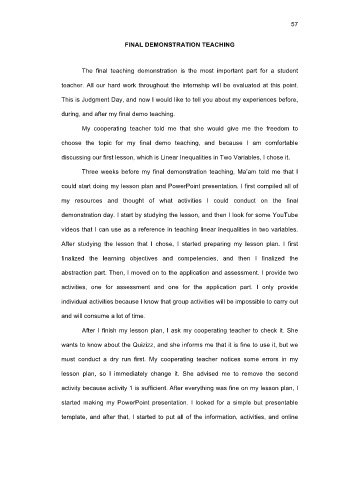 57
FINAL DEMONSTRATION TEACHING
The final teaching demonstration is the most important part for a student
teacher. All our hard work throughout the internship will be evaluated at this point.
This is Judgment Day, and now I would like to tell you about my experiences before,
during, and after my final demo teaching.
My cooperating teacher told me that she would give me the freedom to
choose the topic for my final demo teaching, and because I am comfortable
discussing our first lesson, which is Linear Inequalities in Two Variables, I chose it.
Three weeks before my final demonstration teaching, Ma'am told me that I
could start doing my lesson plan and PowerPoint presentation. I first compiled all of
my resources and thought of what activities I could conduct on the final
demonstration day. I start by studying the lesson, and then I look for some YouTube
videos that I can use as a reference in teaching linear inequalities in two variables.
After studying the lesson that I chose, I started preparing my lesson plan. I first
finalized the learning objectives and competencies, and then I finalized the
abstraction part. Then, I moved on to the application and assessment. I provide two
activities, one for assessment and one for the application part. I only provide
individual activities because I know that group activities will be impossible to carry out
and will consume a lot of time.
After I finish my lesson plan, I ask my cooperating teacher to check it. She
wants to know about the Quizizz, and she informs me that it is fine to use it, but we
must conduct a dry run first. My cooperating teacher notices some errors in my
lesson plan, so I immediately change it. She advised me to remove the second
activity because activity 1 is sufficient. After everything was fine on my lesson plan, I
started making my PowerPoint presentation. I looked for a simple but presentable
template, and after that, I started to put all of the information, activities, and online